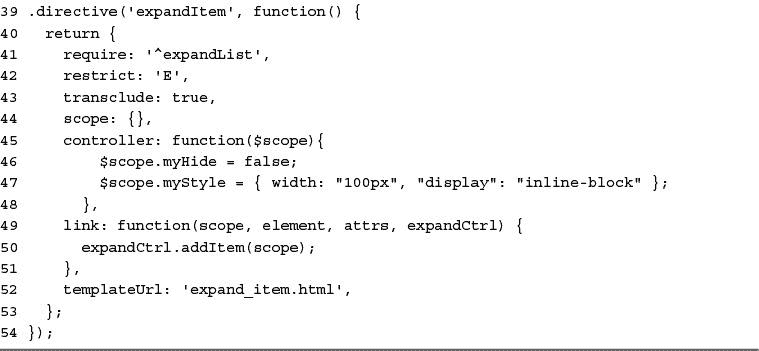 39 .directive('expandItem', function() {
40   return {
41     require: '^expandList',
42     restrict: 'E',
43     transclude: true,
44     scope: {},
45     controller: function($scope){
46         $scope.myHide = false;
47         $scope.myStyle = { width: "100px", "display": "inline-block" };
48       },
49     link: function(scope, element, attrs, expandCtrl) {
50       expandCtrl.addItem(scope);
51     },
52     templateUrl: 'expand_item.html',
53   };
54 });